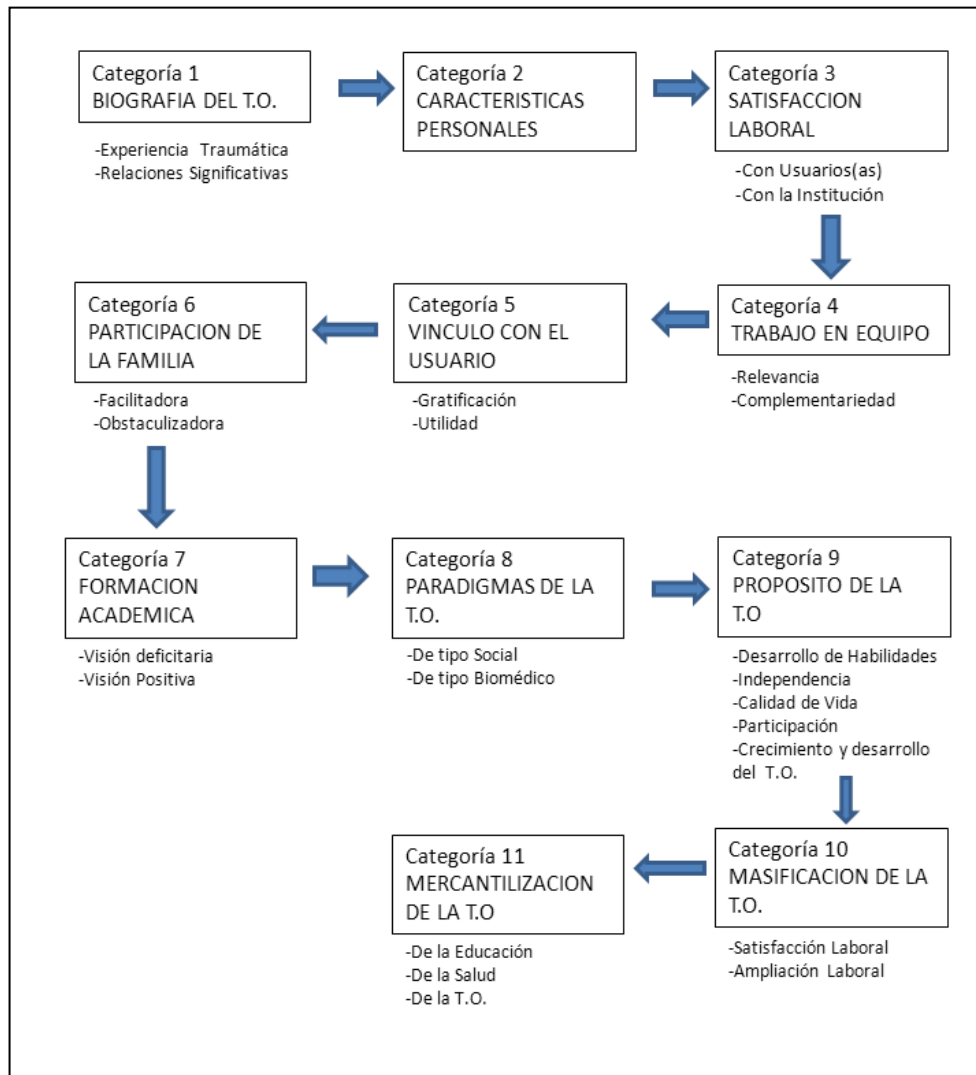 Categoría 1
BIOGRAFIA DEL T.O.
-Experiencia Traumática
-Relaciones Significativas
Categoría 2
CARACTERISTICAS
PERSONALES
Categoría 3
SATISFACCION
LABORAL
-Con Usuarios(as)
-Con la Institución
Categoría 4
TRABAJO EN EQUIPO
-Relevancia
-Complementariedad
Categoría 5
VINCULO CON EL
USUARIO
-Gratificación
-Utilidad
Categoría 6
PARTICIPACION DE
LA FAMILIA
-Facilitadora
-Obstaculizadora
Categoría 7
FORMACION
ACADEMICA
-Visión deficitaria
-Visión Positiva
Categoría 8
PARADIGMAS DE LA
T.O.
-De tipo Social
-De tipo Biomédico
Categoría 9
PROPOSITO DE LA
T.O
-Desarrollo de Habilidades
-Independencia
-Calidad de Vida
-Participación
-Crecimiento y desarrollo
del T.O.
Categoría 10
MASIFICACION DE LA
T.O.
-Satisfacción Laboral
-Ampliación Laboral
Categoría 11
MERCANTILIZACION
DE LA T.O
-De la Educación
-De la Salud
-De la T.O.